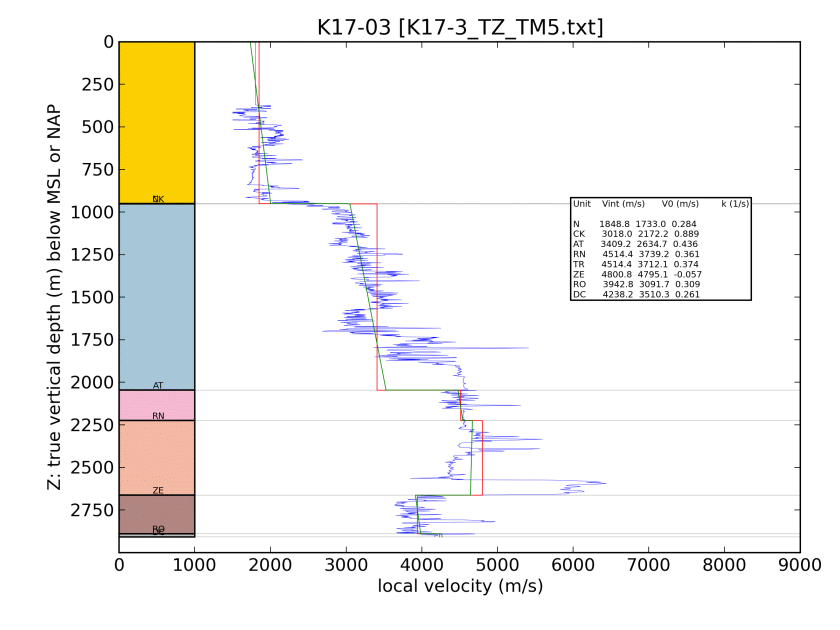 K17-03 [K17-3_TZ_TM5.txt]
Z: true vertical depth (m) below MSL or NAP
0
250
500
750
1000
1250
1500
1750
2000
2250
2500
2750
CK
AT
RN
ZE
RO
DC
Unit Vint (m/s) V0 (m/s) k (1/s)
N 1848.8 1733.0 0.284
CK 3018.0 2172.2 0.889
AT 3409.2 2634.7 0.436
RN 4514.4 3739.2 0.361
TR 4514.4 3712.1 0.374
ZE 4800.8 4795.1 -0.057
RO 3942.8 3091.7 0.309
DC 4238.2 3510.3 0.261
0 1000 2000 3000 4000 5000 6000 7000 8000 9000
local velocity (m/s)